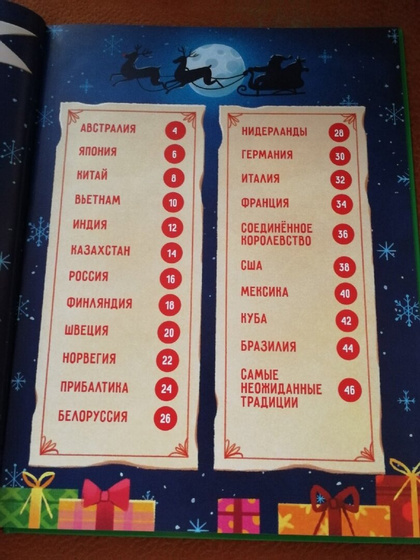 АВСТРАЛИЯ 4
ЯПОНИЯ 6
КИТАЙ 8
ВЬЕТНАМ 10
ИНДИЯ 12
КАЗАХСТАН 14
РОССИЯ 16
ФИНЛЯНДИЯ 18
ШВЕЦИЯ 20
НОРВЕГИЯ 22
ПРИБАЛТИКА 24
БЕЛОРУССИЯ 26
НИДЕРЛАНДЫ 28
ГЕРМАНИЯ 30
ИТАЛИЯ 32
ФРАНЦИЯ 34
СОЕДИНЁННОЕ
КОРОЛЕВСТВО 36
США 38
МЕКСИКА 40
КУБА 42
БРАЗИЛИЯ 44
САМЫЕ
НЕОЖИДАННЫЕ 46
ТРАДИЦИИ